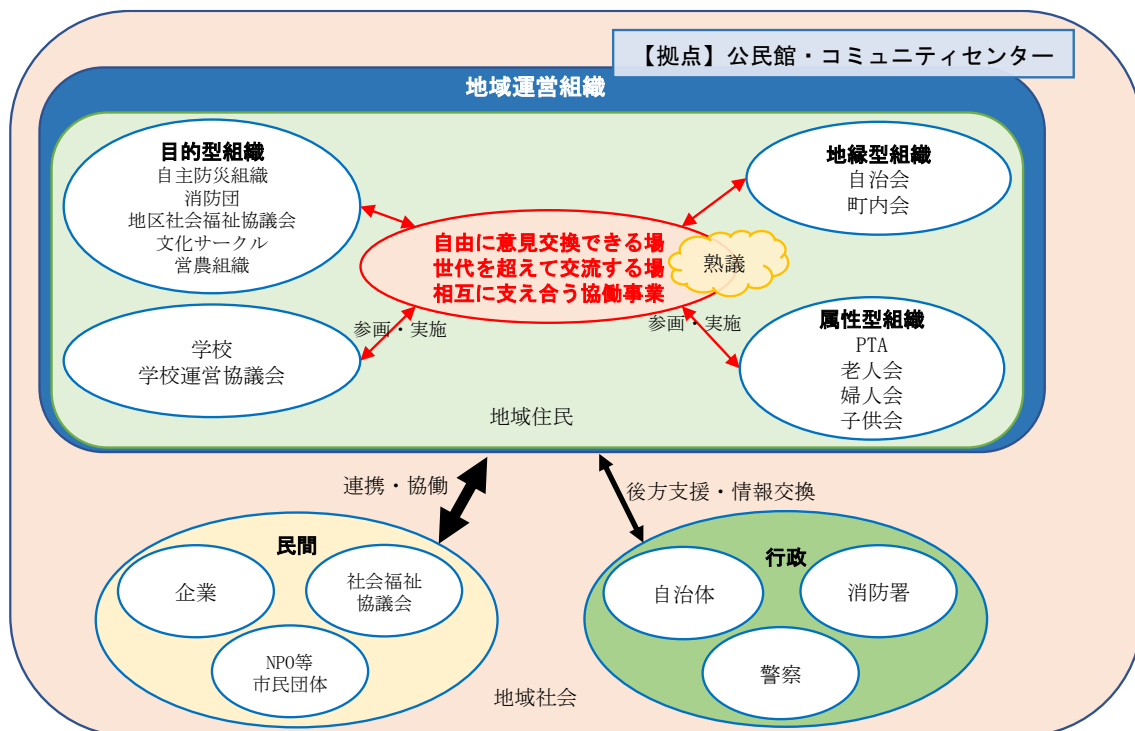 【拠点】公民館・コミュニティセンター
地域運営組織
目的型組織
自主防災組織
消防団
地区社会福祉協議会
文化サークル
営農組織
地縁型組織
自治会
町内会
自由に意見交換できる場
世代を超えて交流する場
相互に支え合う協働事業
熟議
参画・実施
参画・実施
学校
学校運営協議会
属性型組織
PTA
老人会
婦人会
子供会
地域住民
連携・協働
後方支援・情報交換
民間
企業
社会福祉
協議会
NPO等
市民団体
行政
自治体
消防署
警察
地域社会